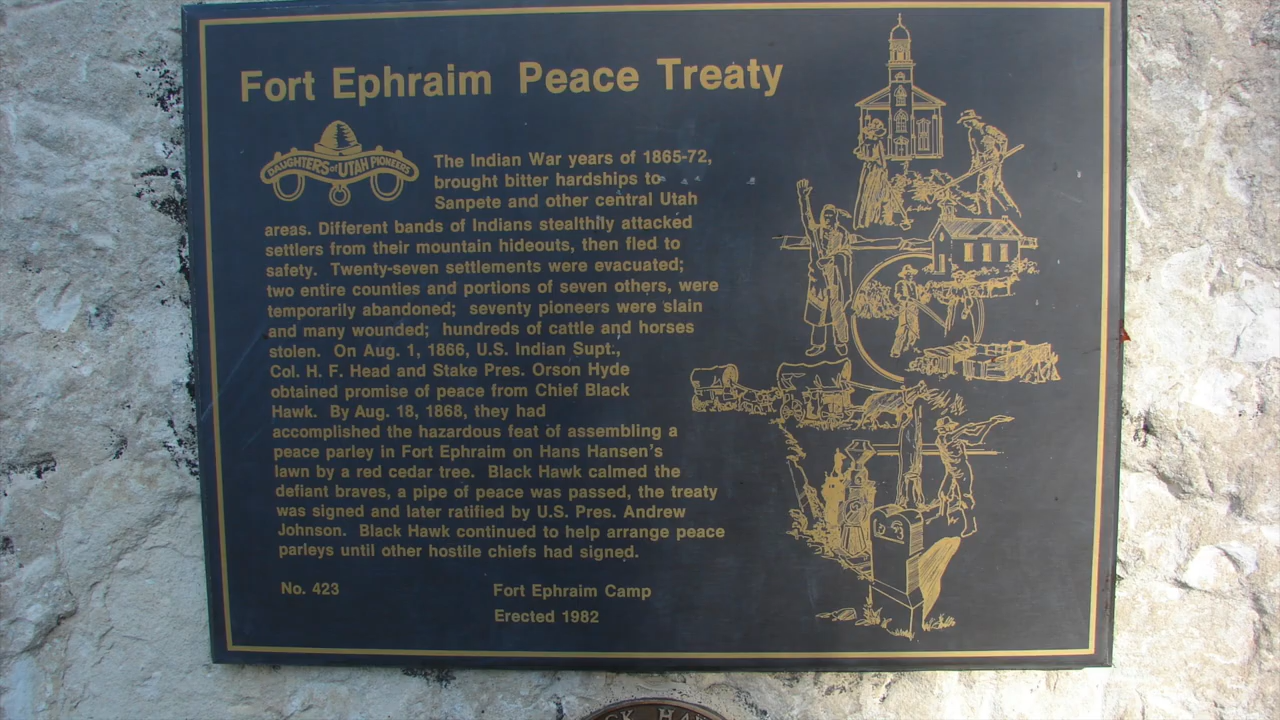 Fort Ephraim Peace Treaty
DAUGHTERS of UTAH PIONEERS
The Indian War years of 1865-72,
brought bitter hardships to
Sanpete and other central Utah
areas. Different bands of Indians stealthily attacked
settlers from their mountain hideouts, then fled to
safety. Twenty-seven settlements were evacuated;
two entire counties and portions of seven others, were
temporarily abandoned; seventy pioneers were slain
and many wounded; hundreds of cattle and horses
stolen. On Aug. 1, 1866, U.S. Indian Supt.,
Col. H. F. Head and Stake Pres. Orson Hyde
obtained promise of peace from Chief Black
Hawk. By Aug. 18, 1868, they had
accomplished the hazardous feat of assembling a
peace parley in Fort Ephraim on Hans Hansen's
lawn by a red cedar tree. Black Hawk calmed the
defiant braves, a pipe of peace was passed, the treaty
was signed and later ratified by U.S. Pres. Andrew
Johnson. Black Hawk continued to help arrange peace
parleys until other hostile chiefs had signed.
No. 423
Fort Ephraim Camp
Erected 1982